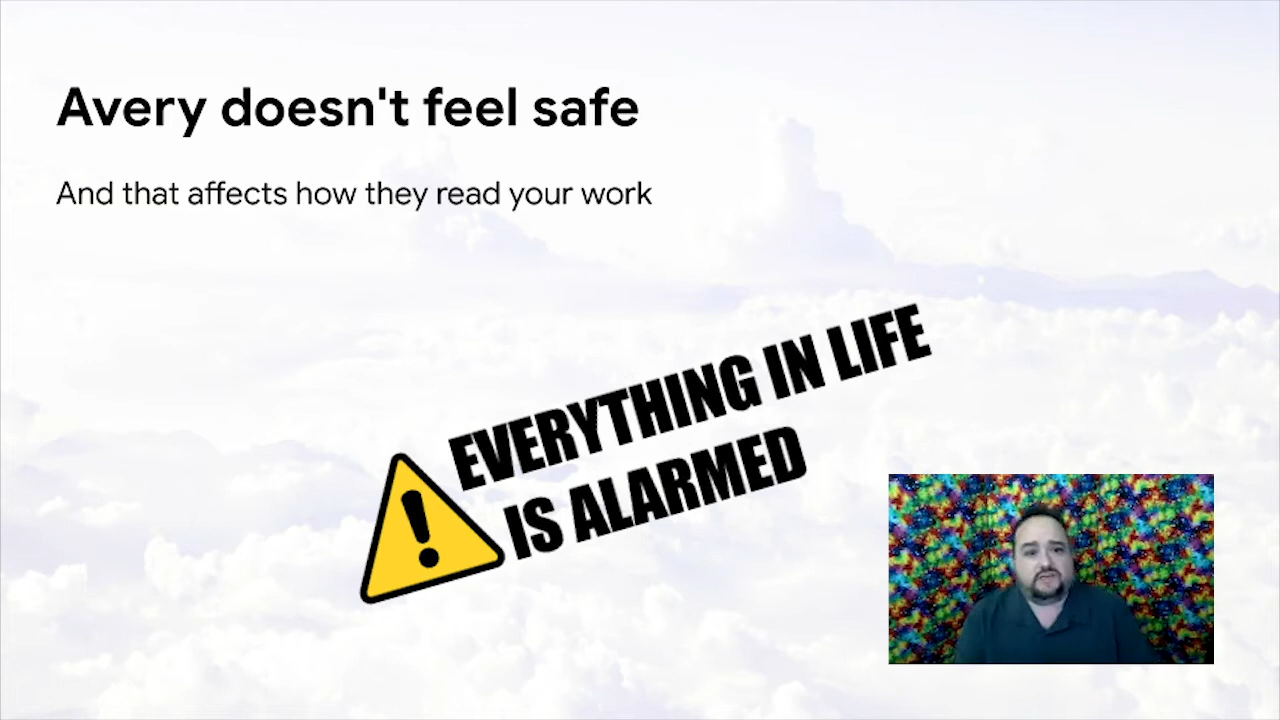 Avery doesn't feel safe
And that affects how they read your work
EVERYTHING IN LIFE
IS ALARMED